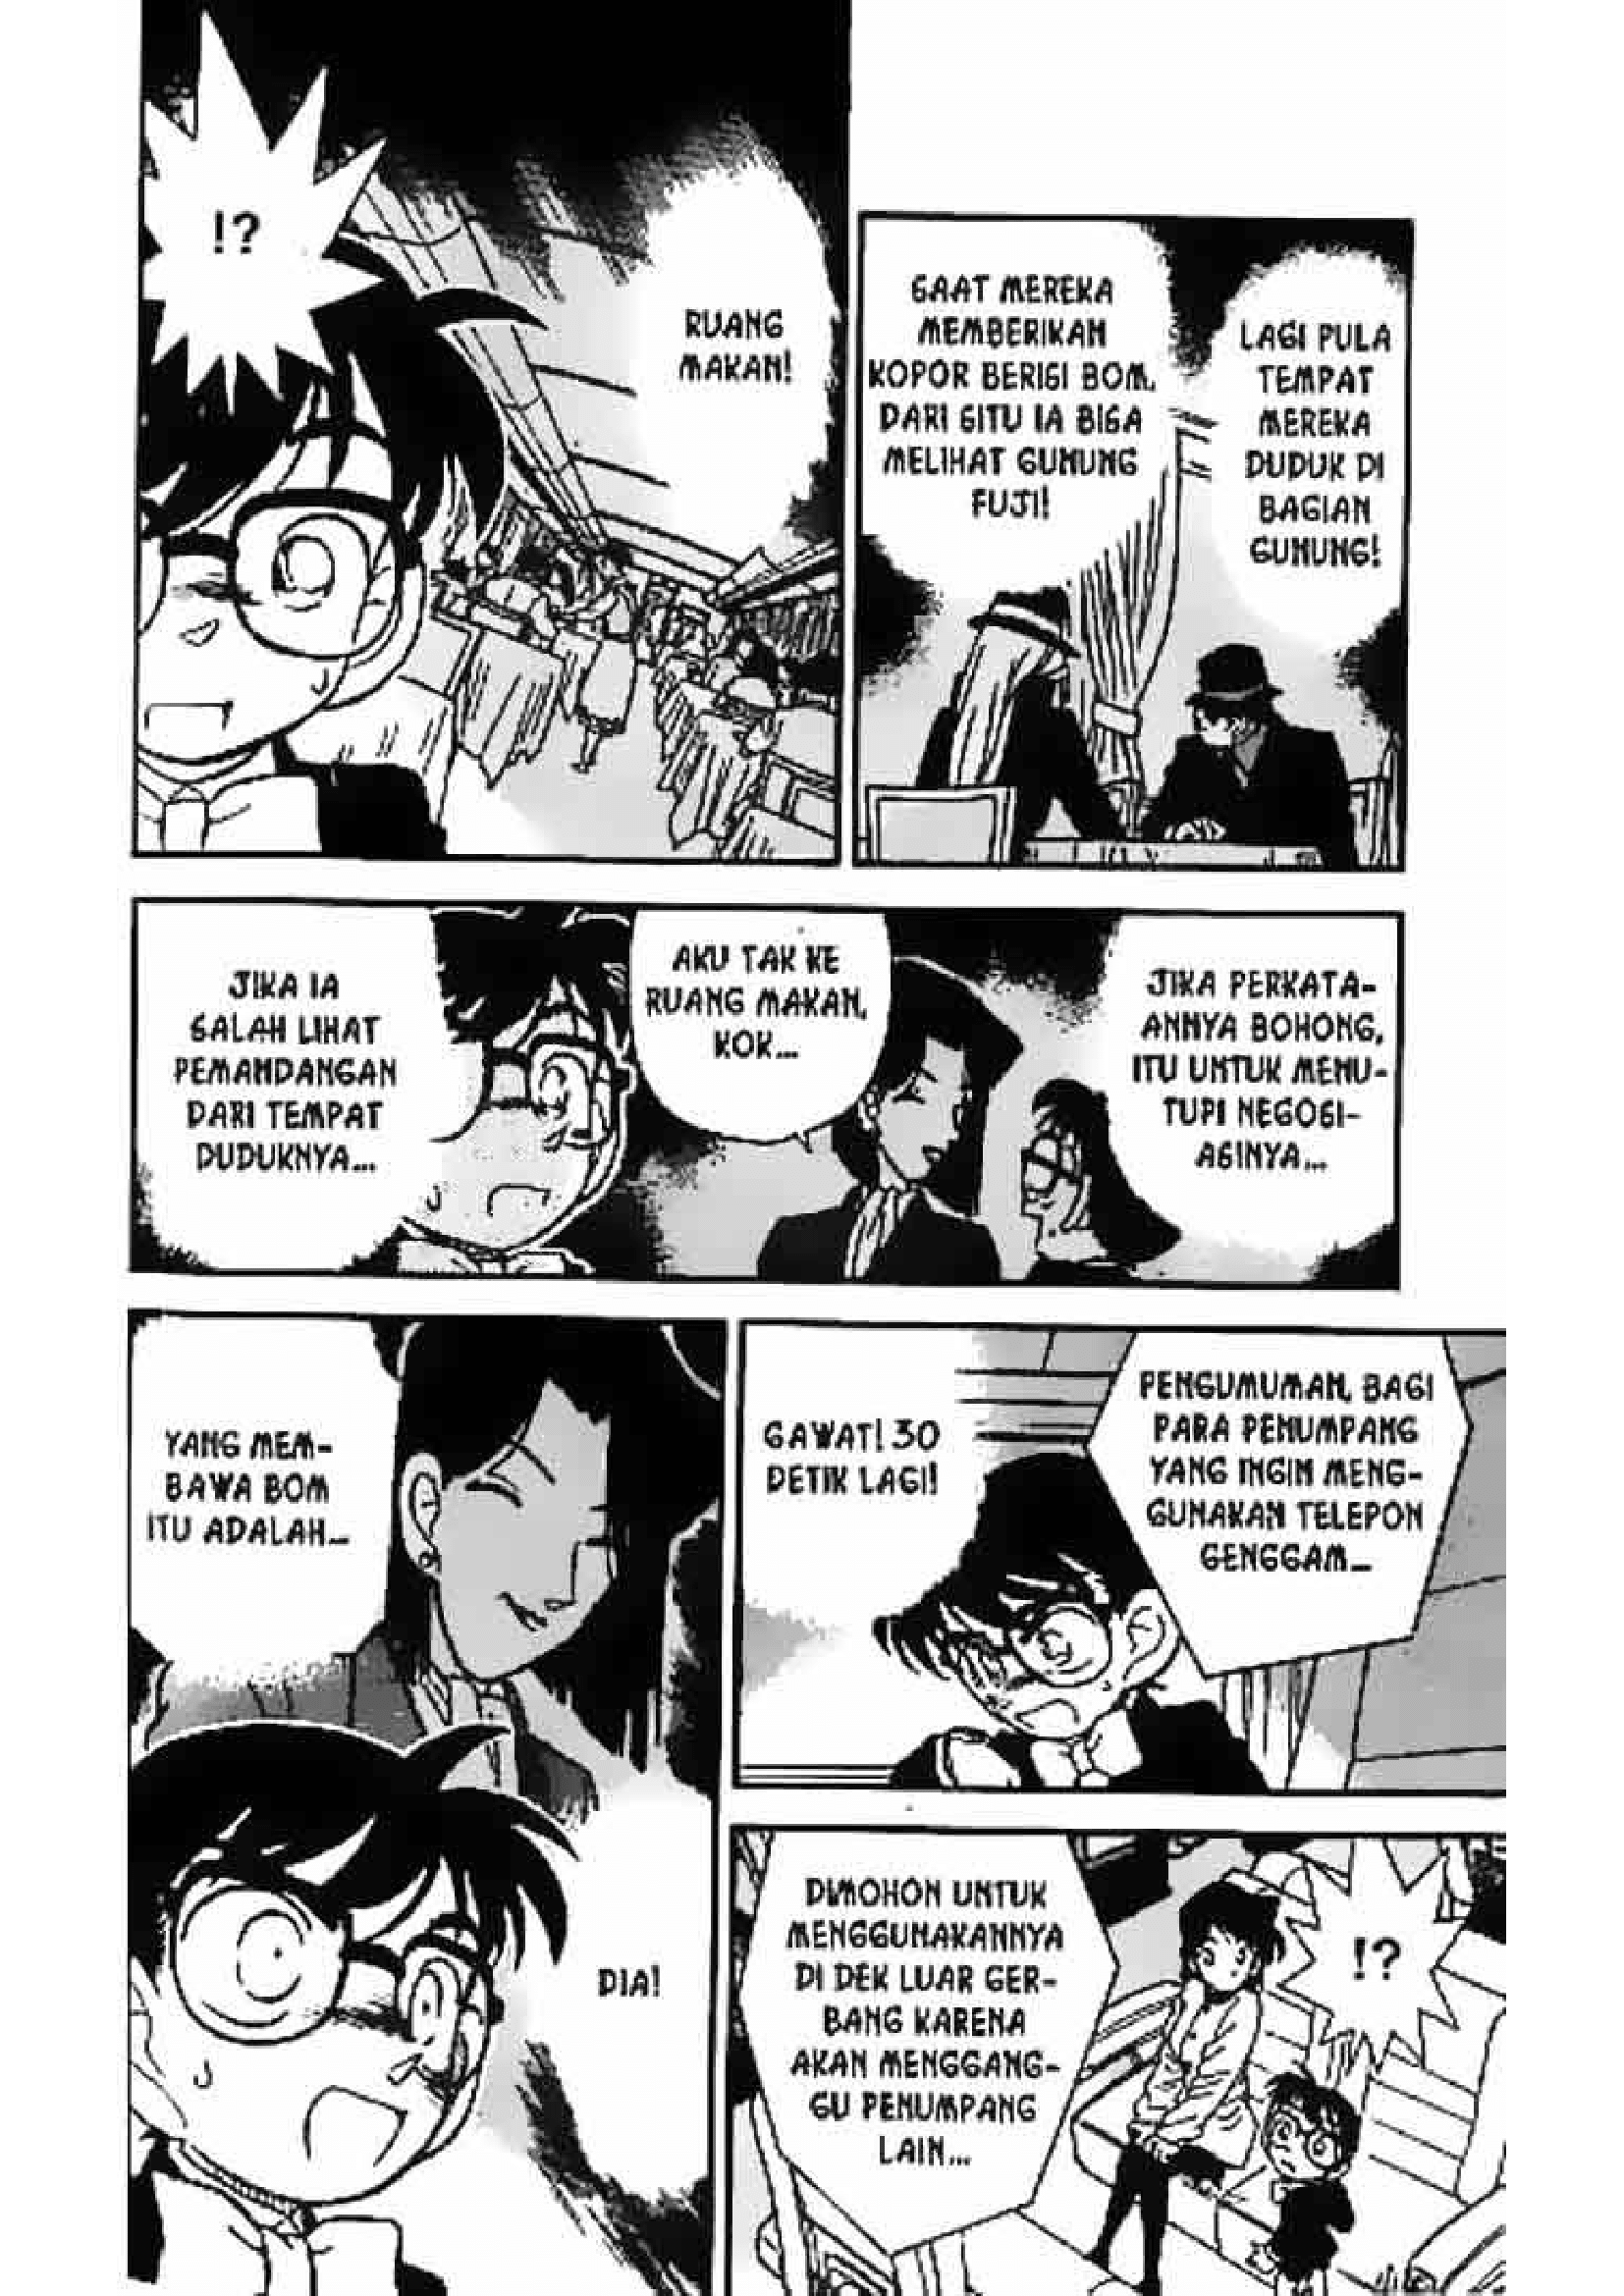 LAGI PULA
TEMPAT
MEREKA
DUDUK DI
BAGIAN
GUNUNG!
SAAT MEREKA
MEMBERIKAN
KOPOR BERISI BOM,
DARI SITU IA BISA
MELIHAT GUNUNG
FUJI!
RUANG
MAKAN!
!?
JIKA PERKATA-
ANNYA BOHONG,
ITU UNTUK MENU-
TUPI NEGOSI-
ASINYA...
AKU TAK KE
RUANG MAKAN,
KOK...
JIKA IA
SALAH LIHAT
PEMANDANGAN
DARI TEMPAT
DUDUKNYA...
PENGUMUMAN, BAGI
PARA PENUMPANG
YANG INGIN MENG-
GUNAKAN TELEPON
GENGGAM...
GAWAT! 30
DETIK LAGI!
!?
DIMOHON UNTUK
MENGGUNAKANNYA
DI DEK LUAR GER-
BANG KARENA
AKAN MENGGANG-
GU PENUMPANG
LAIN...
YANG MEM-
BAWA BOM
ITU ADALAH...
DIA!